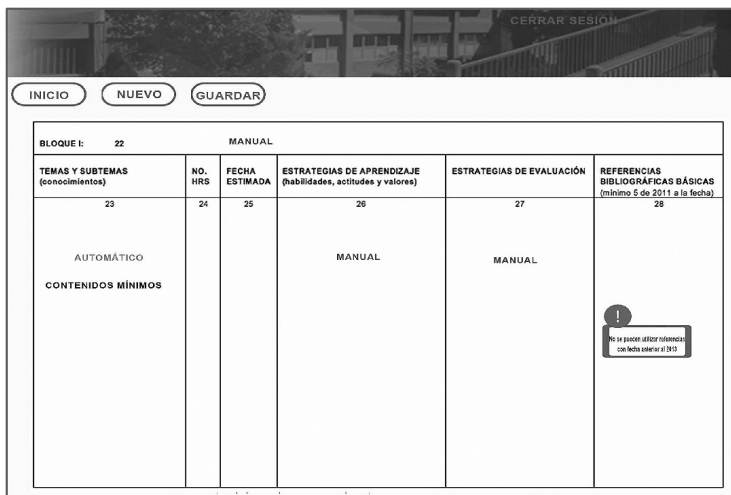 CERRAR SESIÓN
INICIO
NUEVO
GUARDAR
BLOQUE I: 22 MANUAL
TEMAS Y SUBTEMAS
(conocimientos)
NO.
HRS
FECHA
ESTIMADA
ESTRATEGIAS DE APRENDIZAJE
(habilidades, actitudes y valores)
ESTRATEGIAS DE EVALUACIÓN
REFERENCIAS
BIBLIOGRÁFICAS BÁSICAS
(mínimo 5 de 2011 a la fecha)
23 24 25 26 27 28
AUTOMÁTICO
CONTENIDOS MÍNIMOS
MANUAL
MANUAL
!
No se pueden utilizar referencias
con fecha anterior al 2013